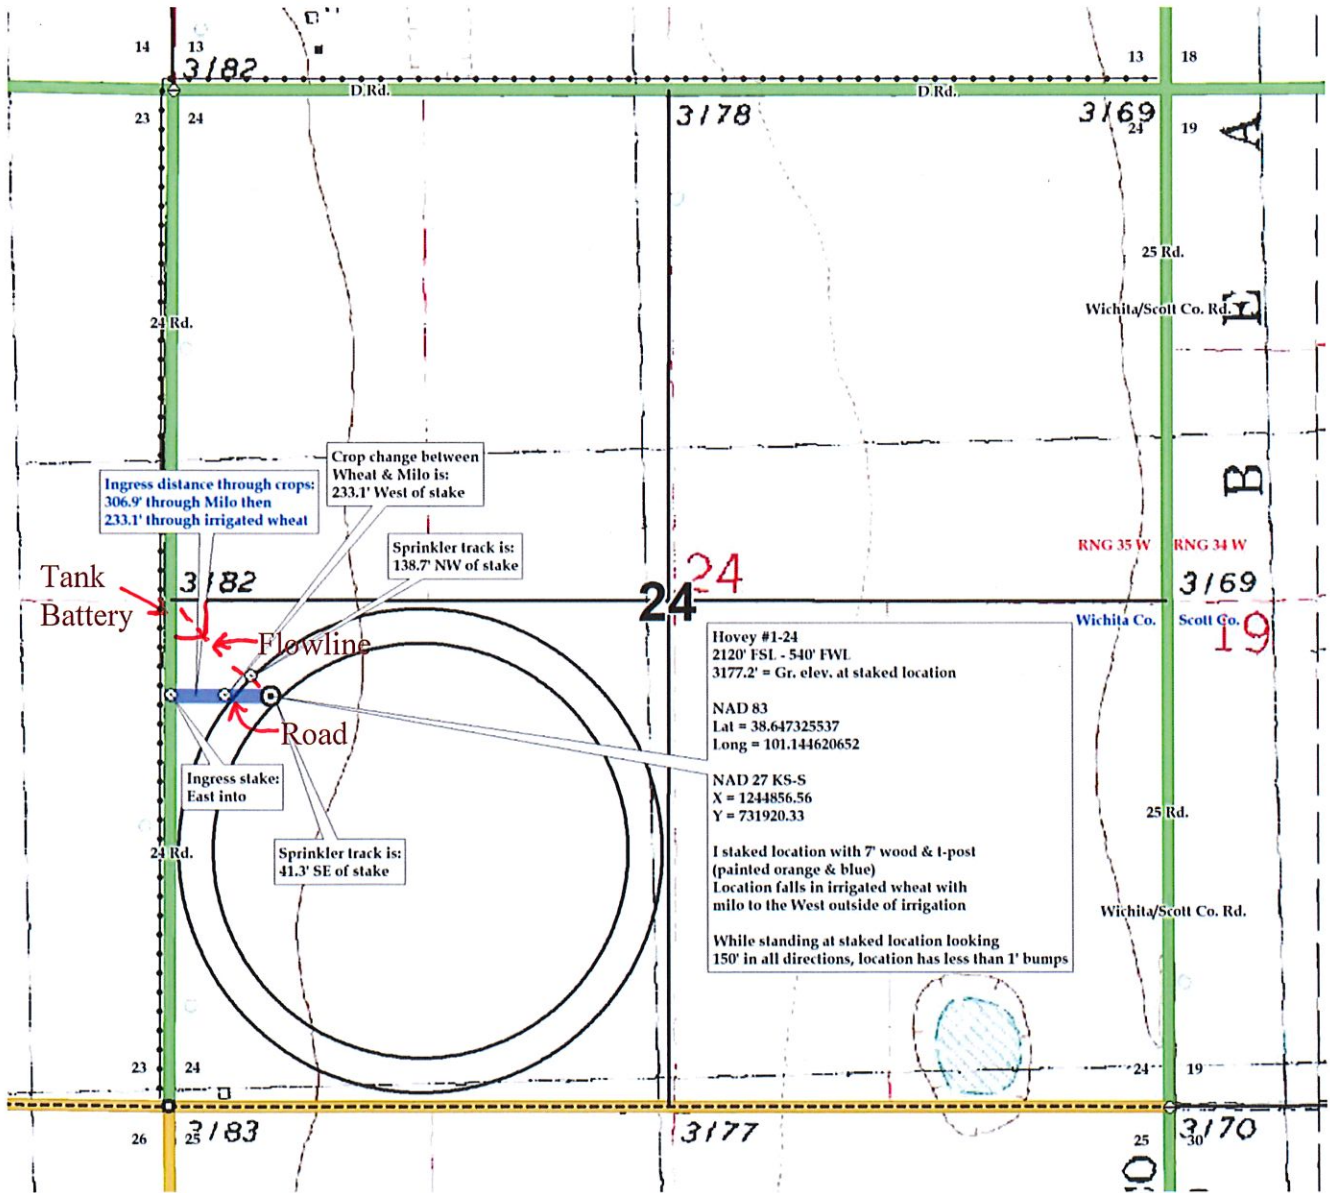 14
13
13
18
3182
D Rd.
D Rd.
3178
3169
23
24
24
19
A
25 Rd.
E
Wichita/Scott Co. Rd.
24 Rd.
Crop change between
Wheat & Milo is:
233.1' West of stake
Ingress distance through crops:
306.9' through Milo then
233.1' through irrigated wheat
B
Sprinkler track is:
138.7' NW of stake
RNG 35 W
RNG 34 W
Tank
Battery
3182
24
24
3169
Wichita Co.
Scott Co.
19
Flowline
Road
Hovey #1-24
2120' FSL - 540' FWL
3177.2' = Gr. elev. at staked location
NAD 83
Lat = 38.647325537
Long = 101.144620652
NAD 27 KS-S
X = 1244856.56
Y = 731920.33
I staked location with 7' wood & t-post
(painted orange & blue)
Location falls in irrigated wheat with
milo to the West outside of irrigation
While standing at staked location looking
150' in all directions, location has less than 1' bumps
Ingress stake:
East into
25 Rd.
24 Rd.
Sprinkler track is:
41.3' SE of stake
Wichita/Scott Co. Rd.
23
24
24
19
3183
3177
3170
26
25
25
30